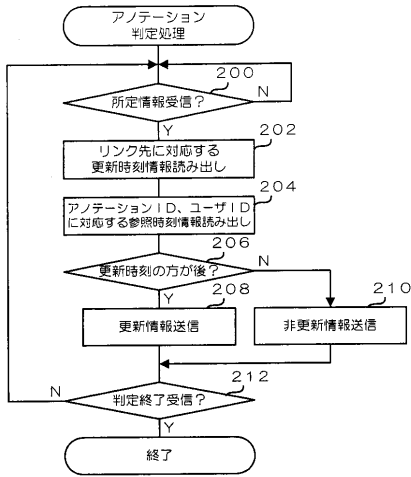 アノテーション
判定処理
200
所定情報受信？
N
Y
202
リンク先に対応する
更新時刻情報読み出し
204
アノテーションID、ユーザID
に対応する参照時刻情報読み出し
206
更新時刻の方が後？
N
Y
208
更新情報送信
210
非更新情報送信
212
判定終了受信？
N
Y
終了